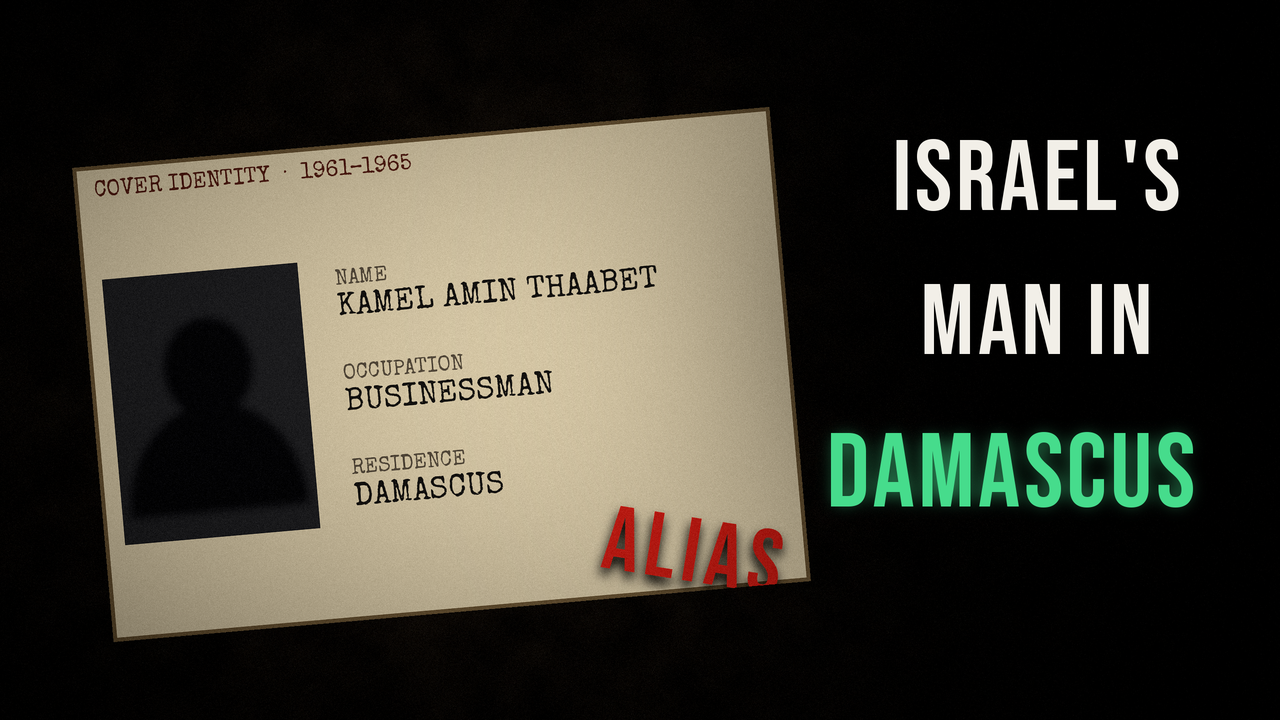 COVER IDENTITY · 1961–1965
NAME
KAMEL AMIN THAABET
OCCUPATION
BUSINESSMAN
RESIDENCE
DAMASCUS
ALIAS
ISRAEL'S
MAN IN
DAMASCUS